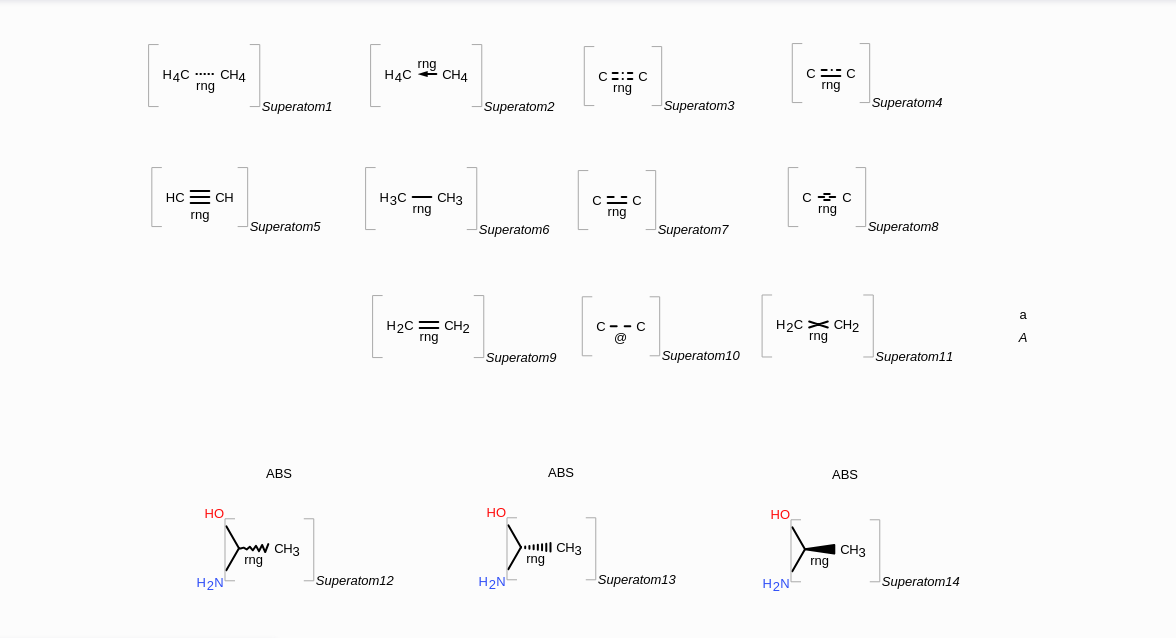 H4C CH4 rng Superatom1
H4C rng CH4 Superatom2
C C rng Superatom3
C C rng Superatom4
HC CH rng Superatom5
H3C CH3 rng Superatom6
C C rng Superatom7
C C rng Superatom8
H2C CH2 rng Superatom9
C C @ Superatom10
H2C CH2 rng Superatom11
a
A
ABS
HO
CH3
rng
H2N
Superatom12
ABS
HO
CH3
rng
H2N
Superatom13
ABS
HO
CH3
rng
H2N
Superatom14